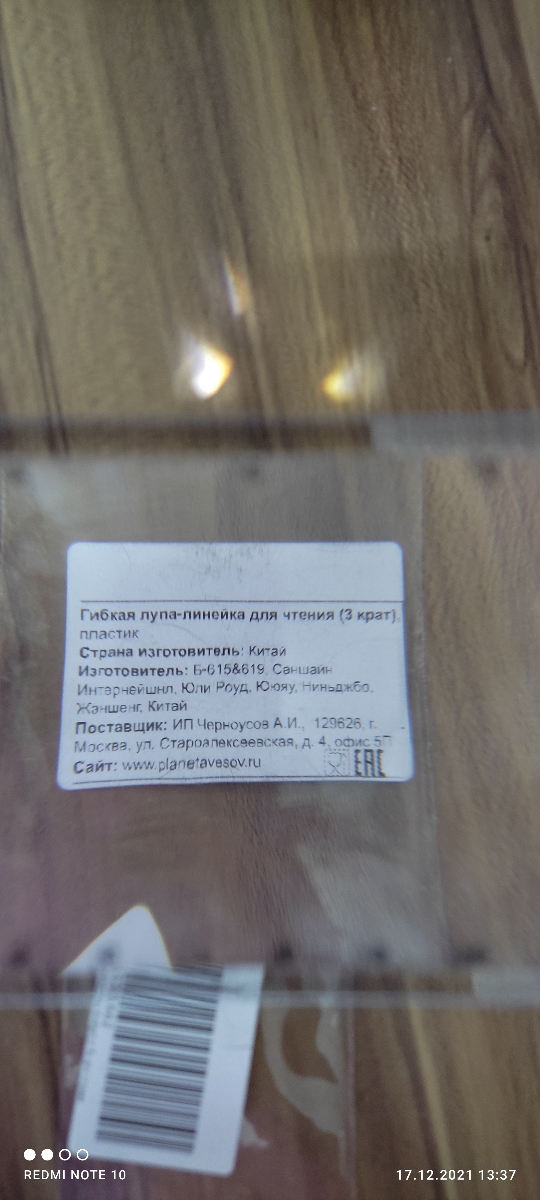 Гибкая лупа-линейка для чтения (3 крат),
пластик
Страна изготовитель: Китай
Изготовитель: Б-615&619, Саншайн
Интернейшнл, Юли Роуд, Ююяу, Ниньджбо,
Жэншенг, Китай
Поставщик: ИП Черноусов А.И., 129626, г.
Москва, ул. Староалексеевская, д. 4, офис 5П
Сайт: www.planetavesov.ru
EAC
REDMI NOTE 10
17.12.2021 13:37